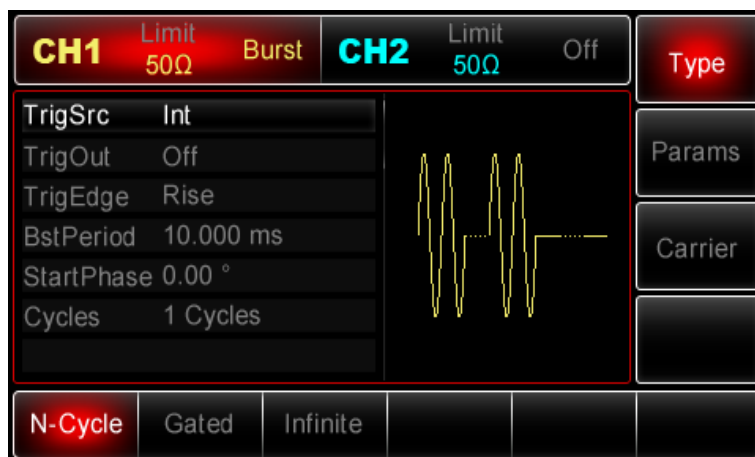 CH1 Limit 50Ω Burst CH2 Limit 50Ω Off Type
TrigSrc Int
TrigOut Off
TrigEdge Rise
BstPeriod 10.000 ms
StartPhase 0.00 °
Cycles 1 Cycles
Params
Carrier
N-Cycle Gated Infinite